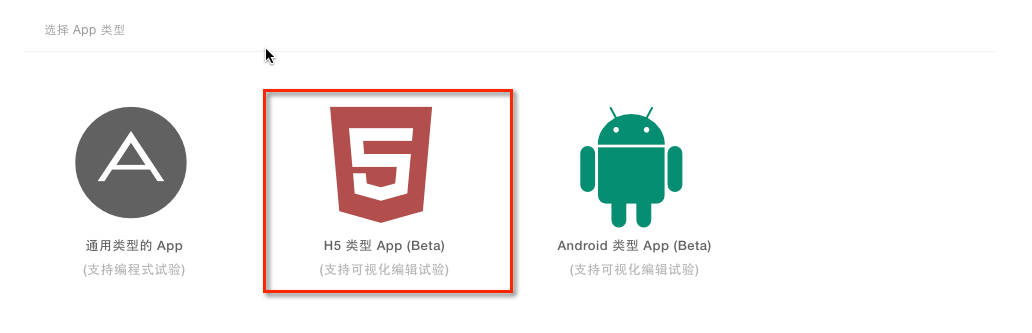 选择 App 类型
通用类型的 App
(支持编程式试验)
H5 类型 App (Beta)
(支持可视化编辑试验)
Android 类型 App (Beta)
(支持可视化编辑试验)